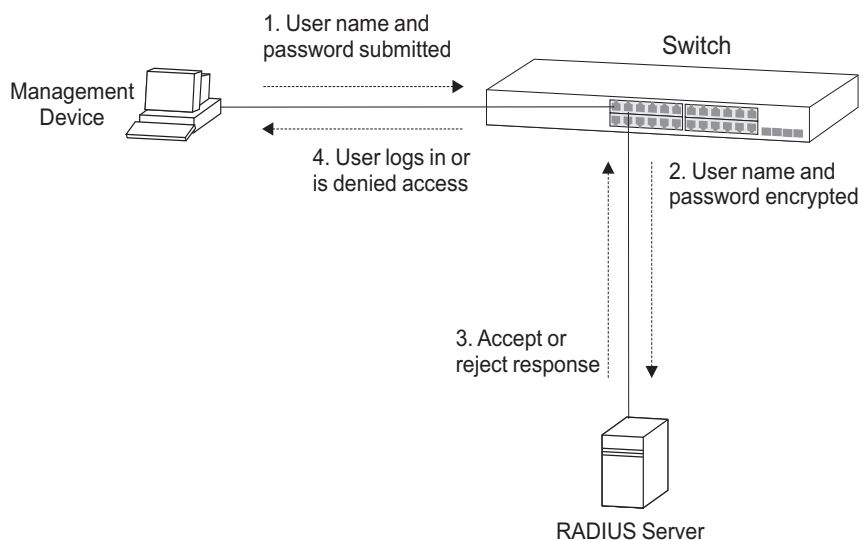 1. User name and
password submitted
Switch
Management
Device
4. User logs in or
is denied access
2. User name and
password encrypted
3. Accept or
reject response
RADIUS Server